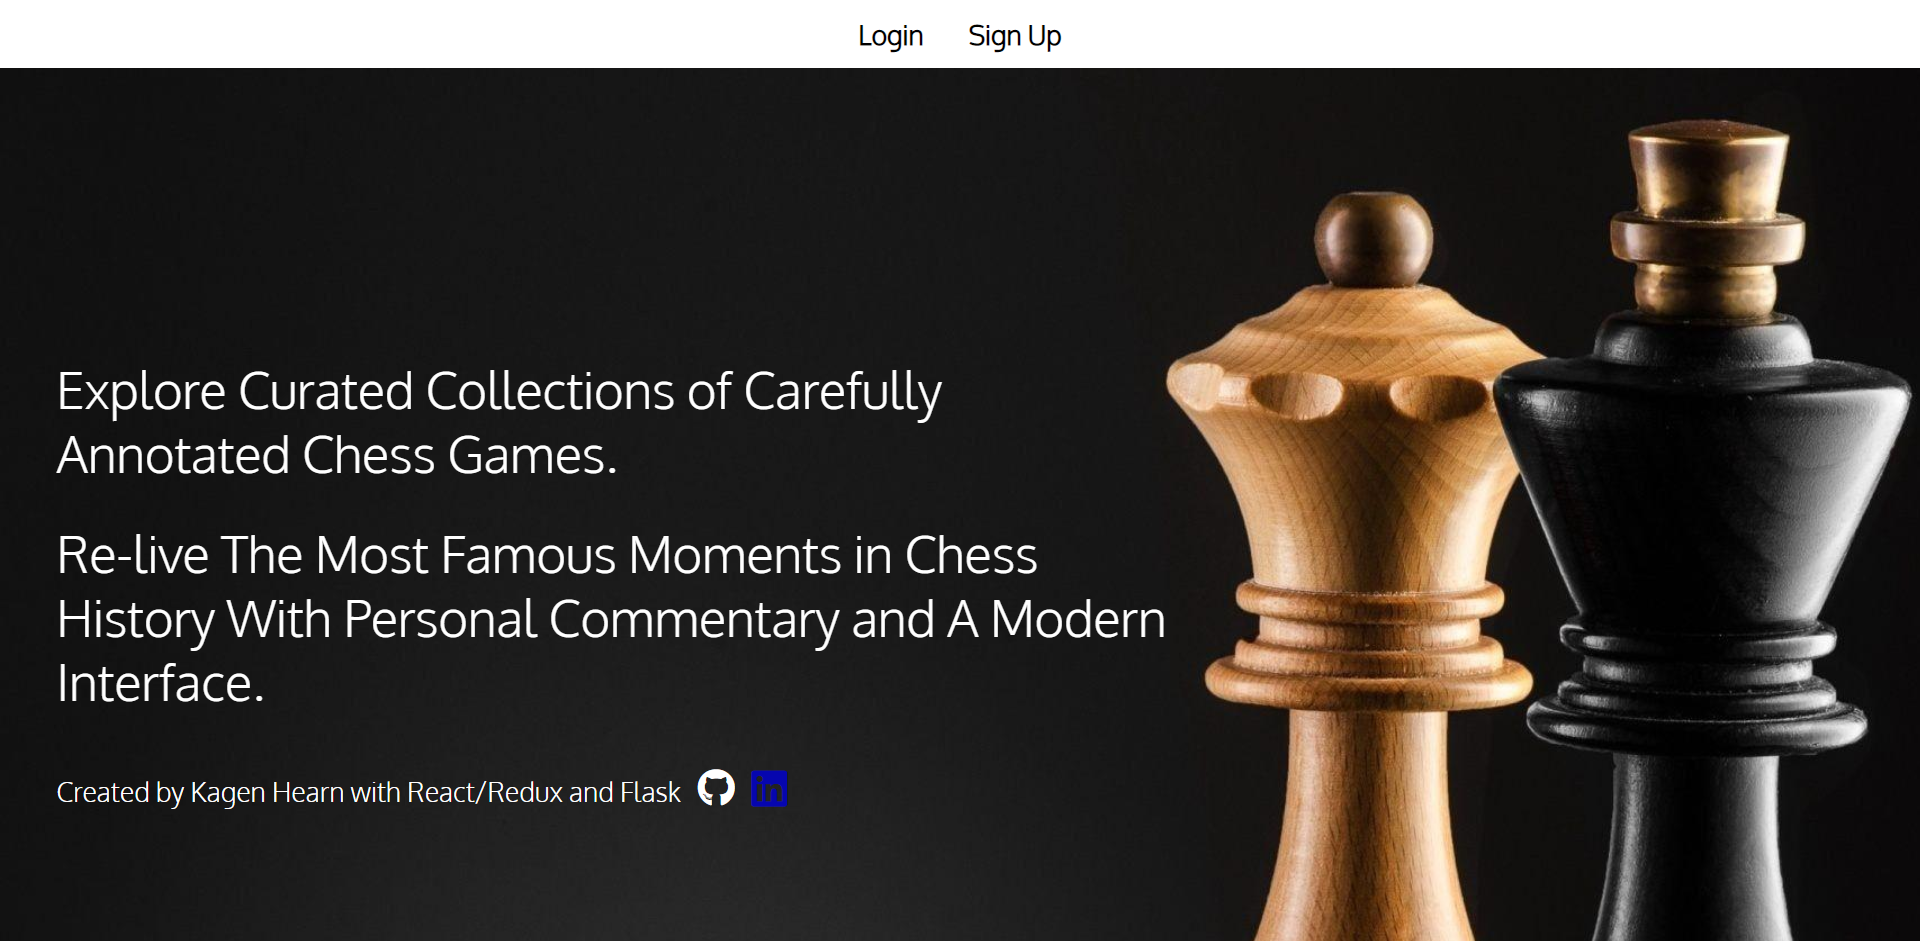 Login Sign Up
Explore Curated Collections of Carefully
Annotated Chess Games.
Re-live The Most Famous Moments in Chess
History With Personal Commentary and A Modern
Interface.
Created by Kagen Hearn with React/Redux and Flask in